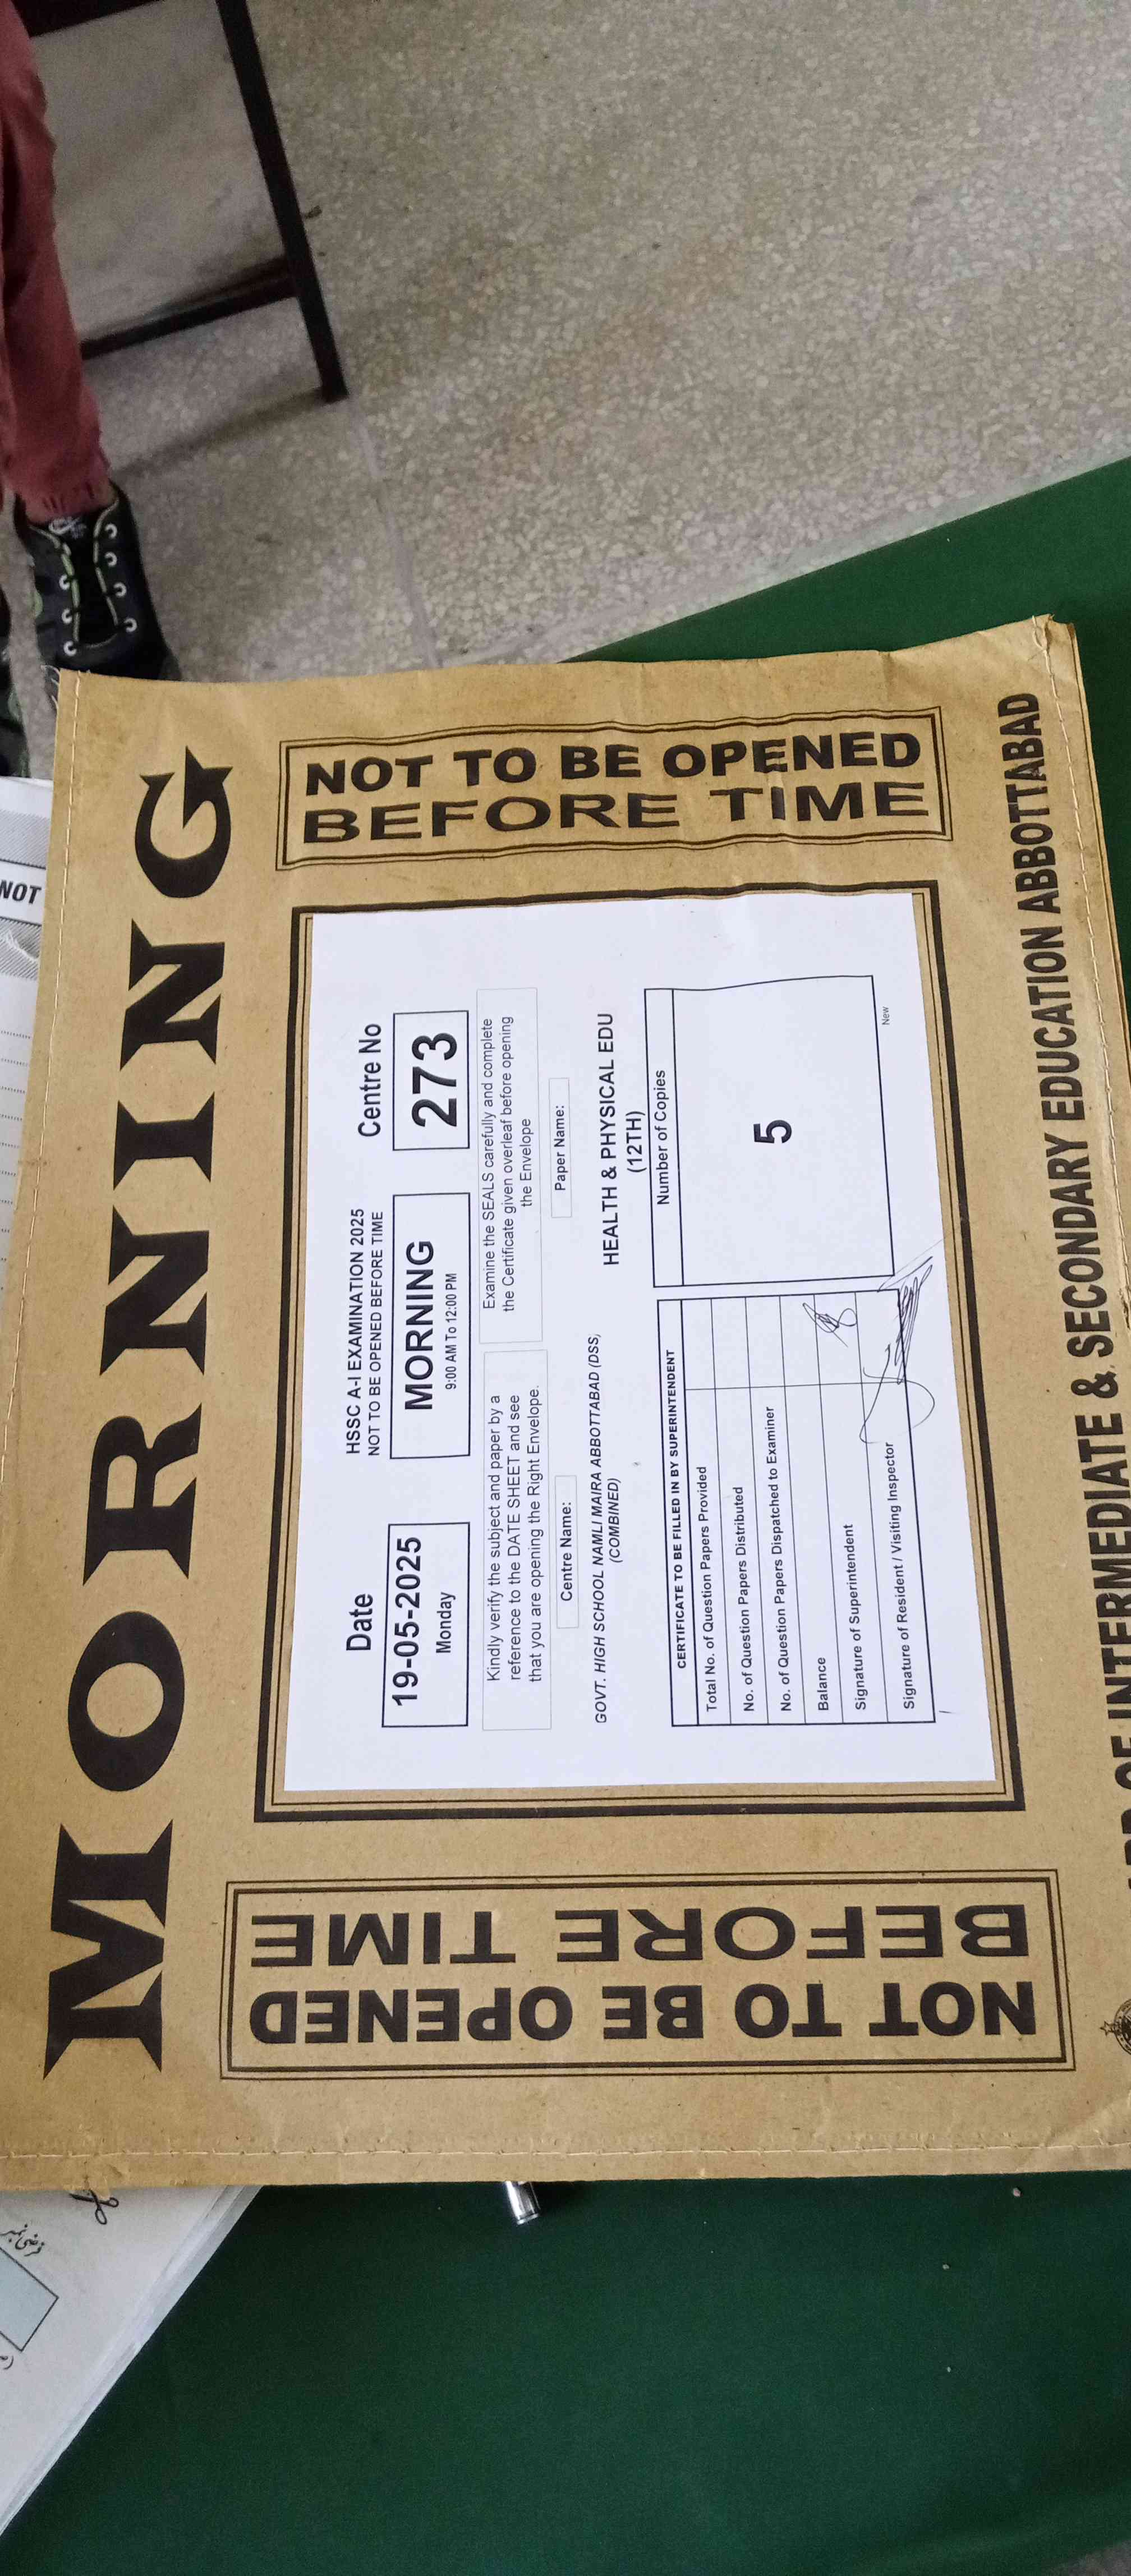 MORNING
NOT TO BE OPENED
BEFORE TIME
HSSC A-I EXAMINATION 2025
NOT TO BE OPENED BEFORE TIME
Date
19-05-2025
Monday
MORNING
9:00 AM To 12:00 PM
Centre No
273
Kindly verify the subject and paper by a
reference to the DATE SHEET and see
that you are opening the Right Envelope.
Examine the SEALS carefully and complete
the Certificate given overleaf before opening
the Envelope
Centre Name:
GOVT. HIGH SCHOOL NAMLI MAIRA ABBOTTABAD (DSS,
(COMBINED)
Paper Name:
HEALTH & PHYSICAL EDU
(12TH)
CERTIFICATE TO BE FILLED IN BY SUPERINTENDENT
Total No. of Question Papers Provided
No. of Question Papers Distributed
No. of Question Papers Dispatched to Examiner
Balance
Signature of Superintendent
Signature of Resident / Visiting Inspector
Number of Copies
5
New
NOT TO BE OPENED
BEFORE TIME
OF INTERMEDIATE & SECONDARY EDUCATION ABBOTTABAD
NOT
فرضی نمبر